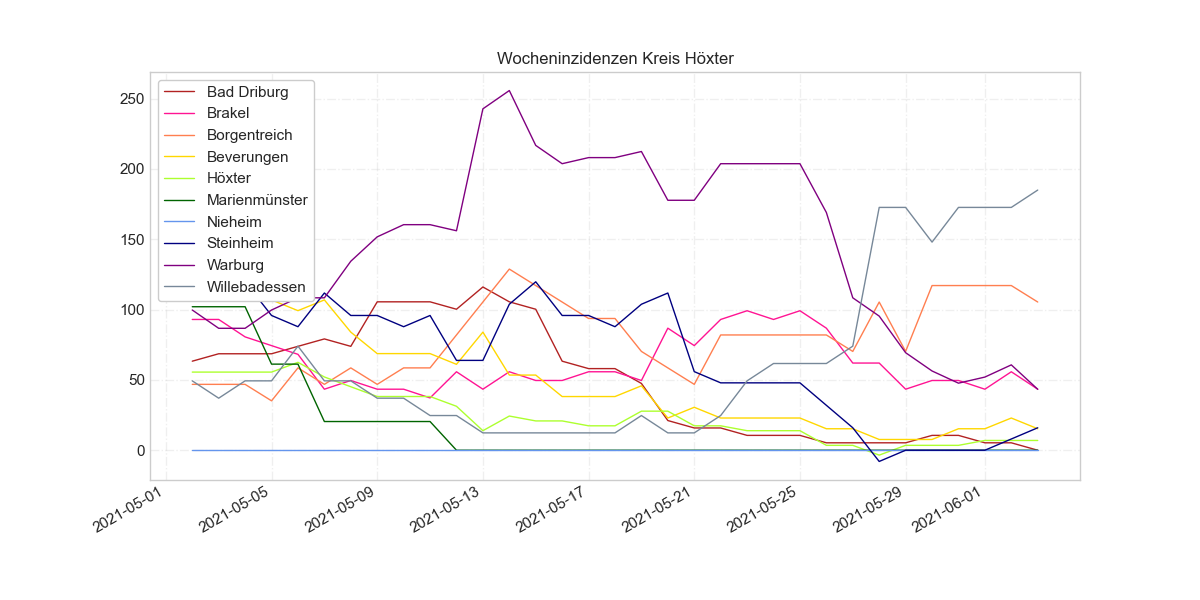 Wocheninzidenzen Kreis Höxter
Bad Driburg
Brakel
Borgentreich
Beverungen
Höxter
Marienmünster
Nieheim
Steinheim
Warburg
Willebadessen
250
200
150
100
50
0
2021-05-01
2021-05-05
2021-05-09
2021-05-13
2021-05-17
2021-05-21
2021-05-25
2021-05-29
2021-06-01